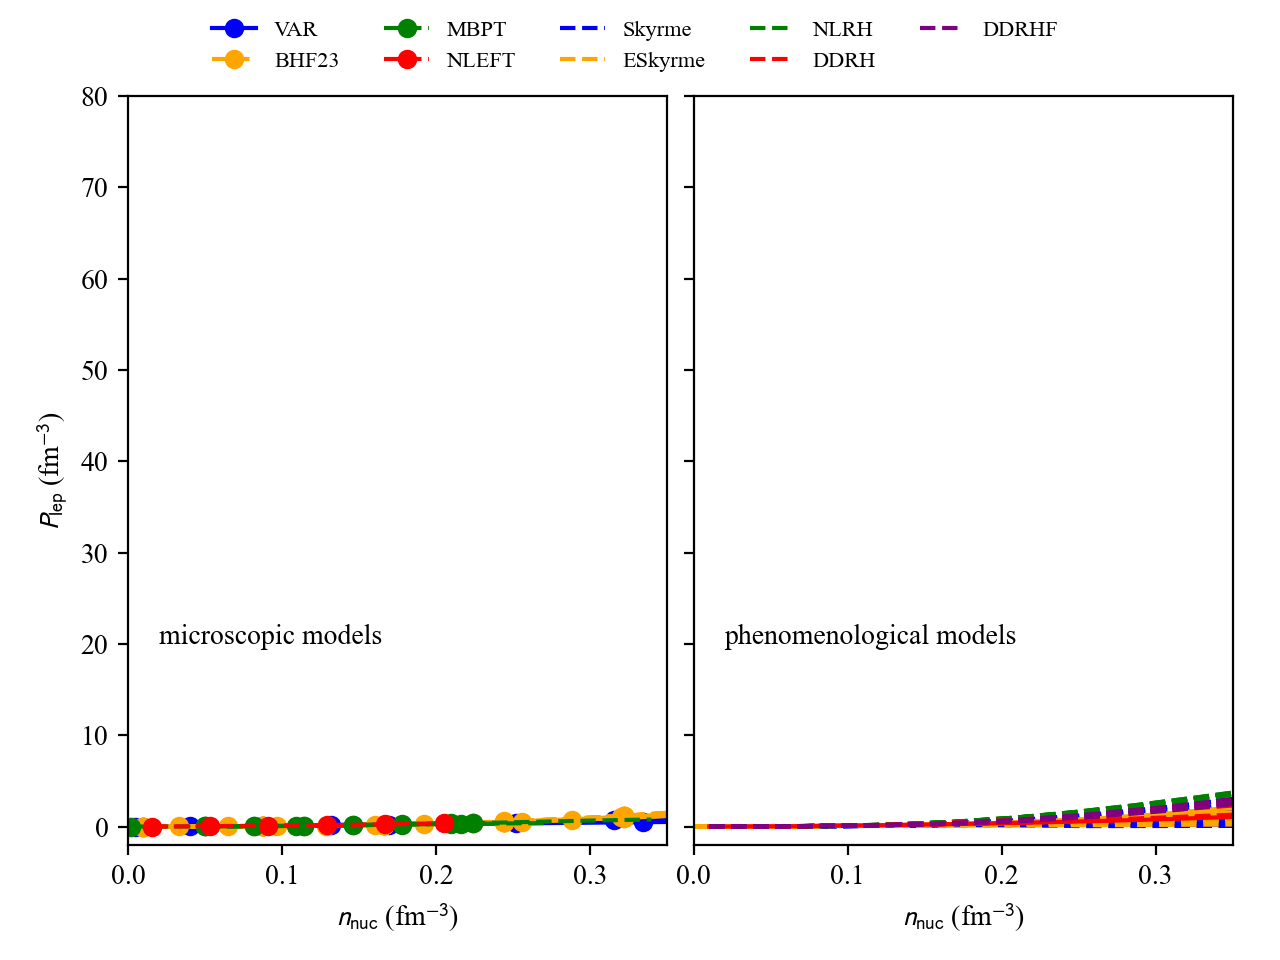 VAR MBPT Skyrme NLRH DDRHF
BHF23 NLEFT ESkyrme DDRH
80
70
60
50
40
30
20
10
0
P_lep (fm^−3)
microscopic models
phenomenological models
0.0 0.1 0.2 0.3 0.0 0.1 0.2 0.3
n_nuc (fm^−3) n_nuc (fm^−3)